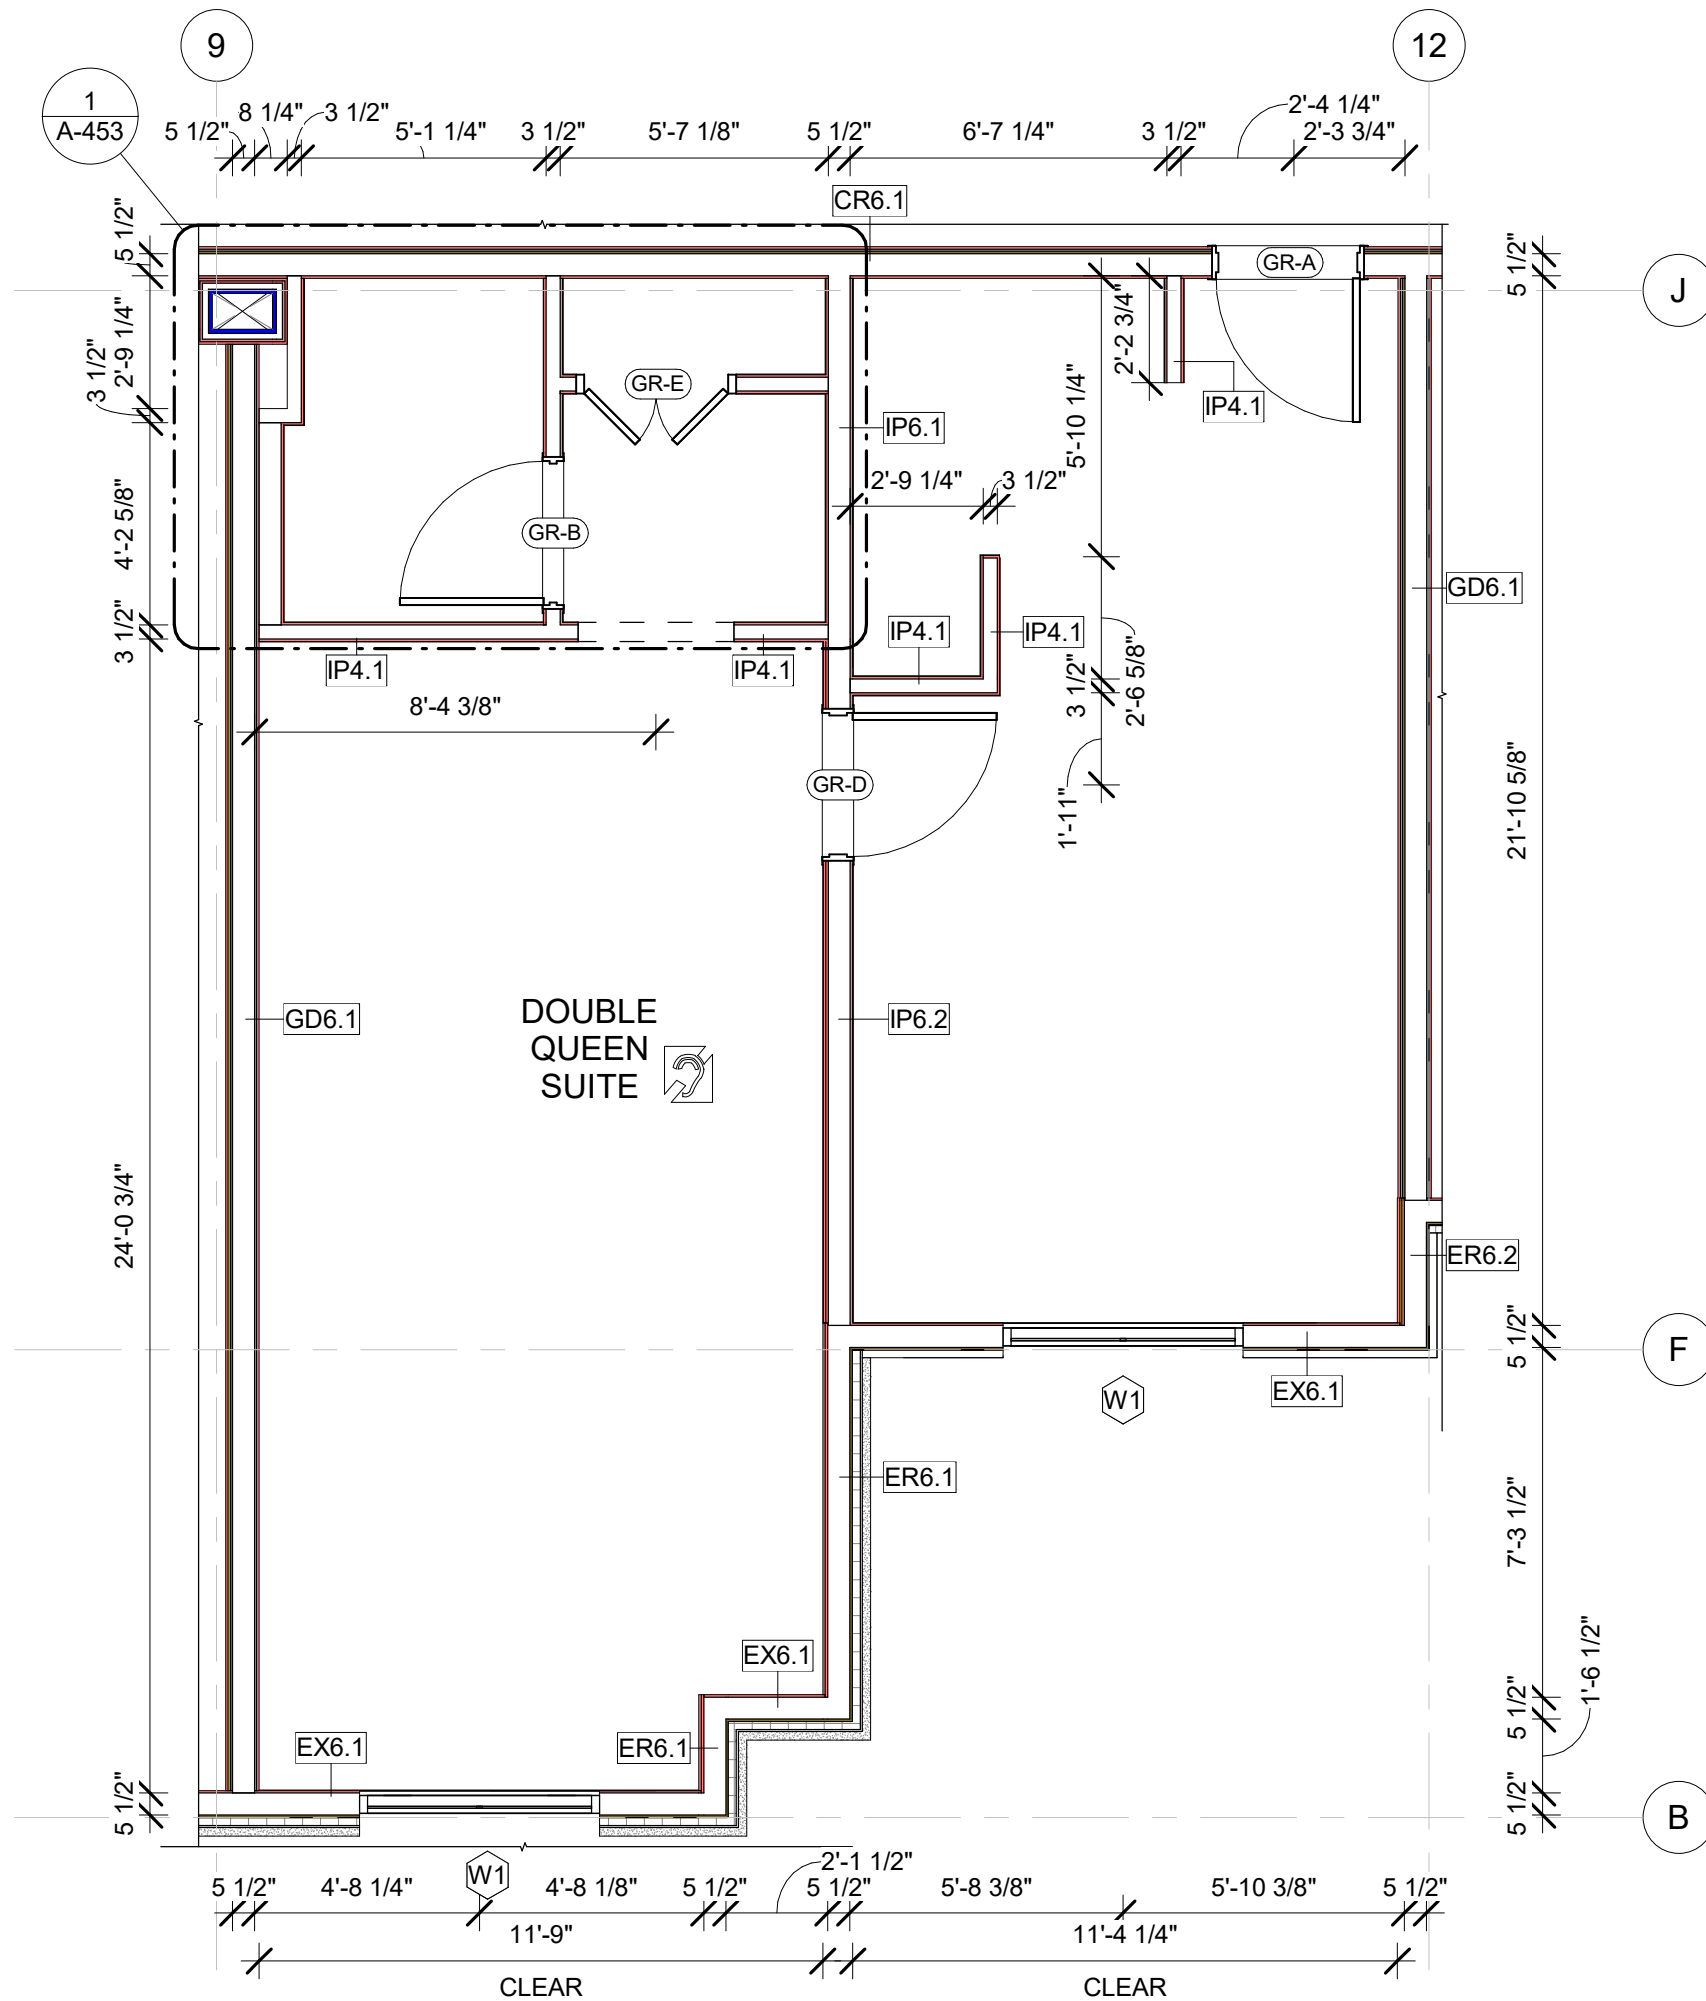 9
12
1
A-453
5 1/2"
8 1/4"
3 1/2"
5'-1 1/4"
3 1/2"
5'-7 1/8"
5 1/2"
6'-7 1/4"
3 1/2"
2'-4 1/4"
2'-3 3/4"
CR6.1
5 1/2"
GR-A
5 1/2"
J
2'-9 1/4"
3 1/2"
2'-2 3/4"
GR-E
IP4.1
IP6.1
5'-10 1/4"
2'-9 1/4"
3 1/2"
4'-2 5/8"
GR-B
GD6.1
3 1/2"
IP4.1
IP4.1
IP4.1
IP4.1
3 1/2"
2'-6 5/8"
8'-4 3/8"
GR-D
1'-11"
21'-10 5/8"
GD6.1
DOUBLE
QUEEN
SUITE
IP6.2
24'-0 3/4"
ER6.2
5 1/2"
F
EX6.1
W1
ER6.1
7'-3 1/2"
EX6.1
1'-6 1/2"
5 1/2"
EX6.1
ER6.1
5 1/2"
5 1/2"
B
W1
2'-1 1/2"
5 1/2"
4'-8 1/4"
4'-8 1/8"
5 1/2"
5 1/2"
5'-8 3/8"
5'-10 3/8"
5 1/2"
11'-9"
11'-4 1/4"
CLEAR
CLEAR